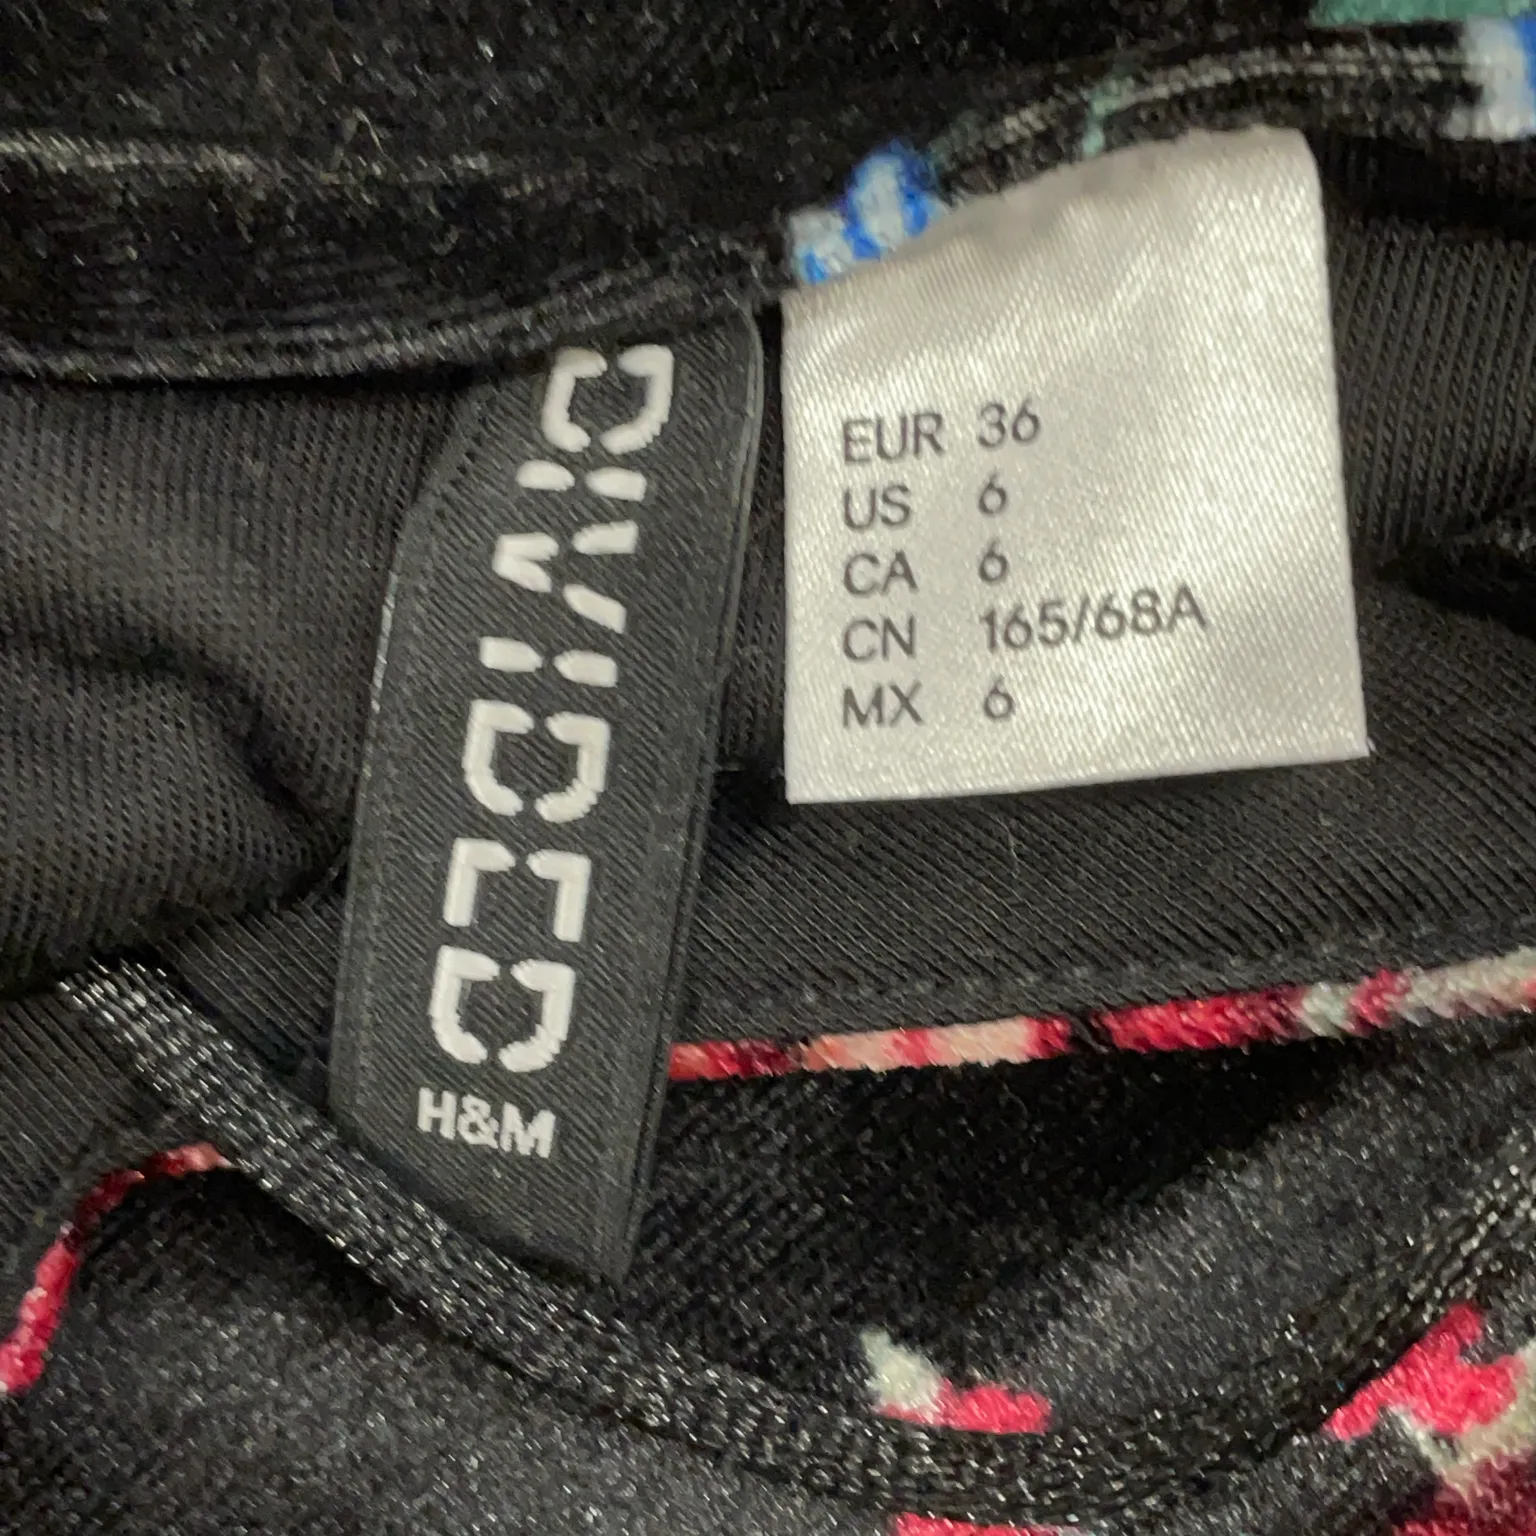 DIVIDED
H&M
EUR 36
US 6
CA 6
CN 165/68A
MX 6